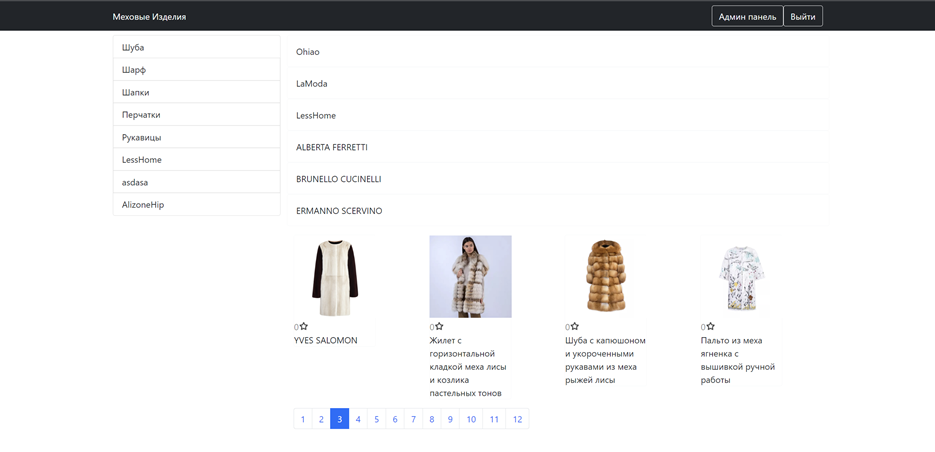 Меховые Изделия
Админ панель
Выйти
Шуба
Шарф
Шапки
Перчатки
Рукавицы
LessHome
asdasa
AlizoneHip
Ohiao
LaModa
LessHome
ALBERTA FERRETTI
BRUNELLO CUCINELLI
ERMANNO SCERVINO
0
YVES SALOMON
0
Жилет с
горизонтальной
кладкой меха лисы
и козлика
пастельных тонов
0
Шуба с капюшоном
и укороченными
рукавами из меха
рыжей лисы
0
Пальто из меха
ягненка с
вышивкой ручной
работы
1 2 3 4 5 6 7 8 9 10 11 12